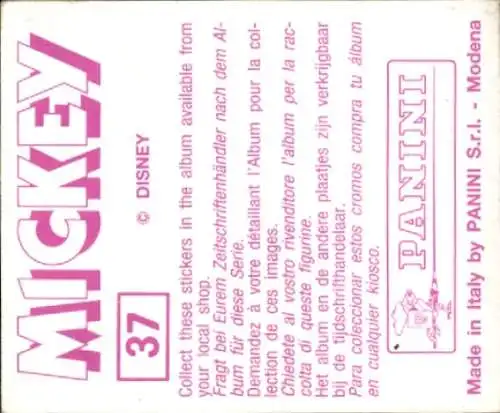 MICKEY
37
© DISNEY
Collect these stickers in the album available from
your local shop.
Fragt bei Eurem Zeitschriftenhändler nach dem Al-
bum für diese Serie.
Demandez à votre détaillant l'Album pour la col-
lection de ces images.
Chiedete al vostro rivenditore l'album per la rac-
colta di queste figurine.
Het album en de andere plaatjes zijn verkrijgbaar
bij de tijdschrifthandelaar.
Para coleccionar estos cromos compra tu álbum
en cualquier kiosco.
PANINI
Made in Italy by PANINI S.r.l. - Modena